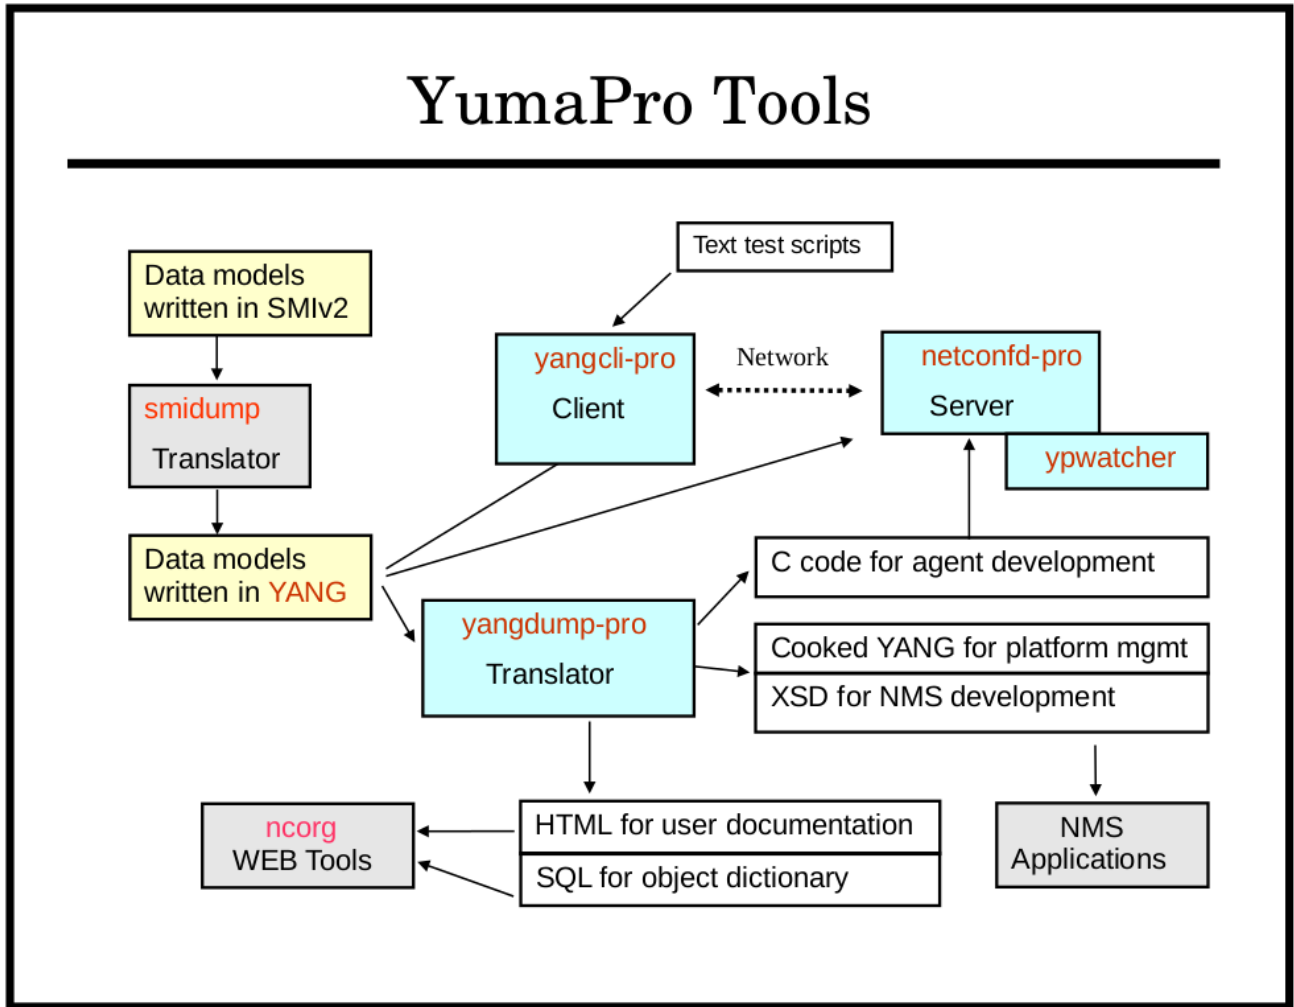 YumaPro Tools
Text test scripts
Data models
written in SMIv2
yangcli-pro
Client
Network
netconfd-pro
Server
smidump
Translator
ypwatcher
Data models
written in YANG
C code for agent development
yangdump-pro
Translator
Cooked YANG for platform mgmt
XSD for NMS development
ncorg
WEB Tools
HTML for user documentation
SQL for object dictionary
NMS
Applications